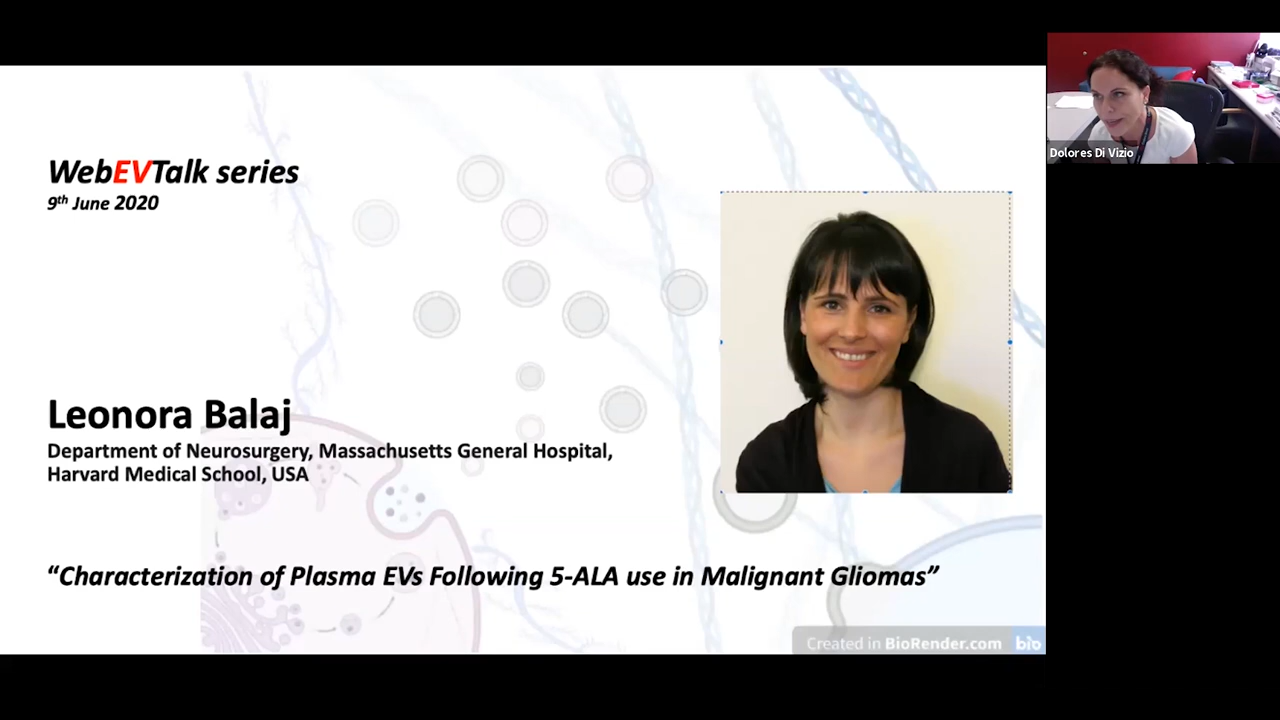 WebEVTalk series
9th June 2020
Leonora Balaj
Department of Neurosurgery, Massachusetts General Hospital,
Harvard Medical School, USA
“Characterization of Plasma EVs Following 5-ALA use in Malignant Gliomas”
Created in BioRender.com bio
Dolores Di Vizio